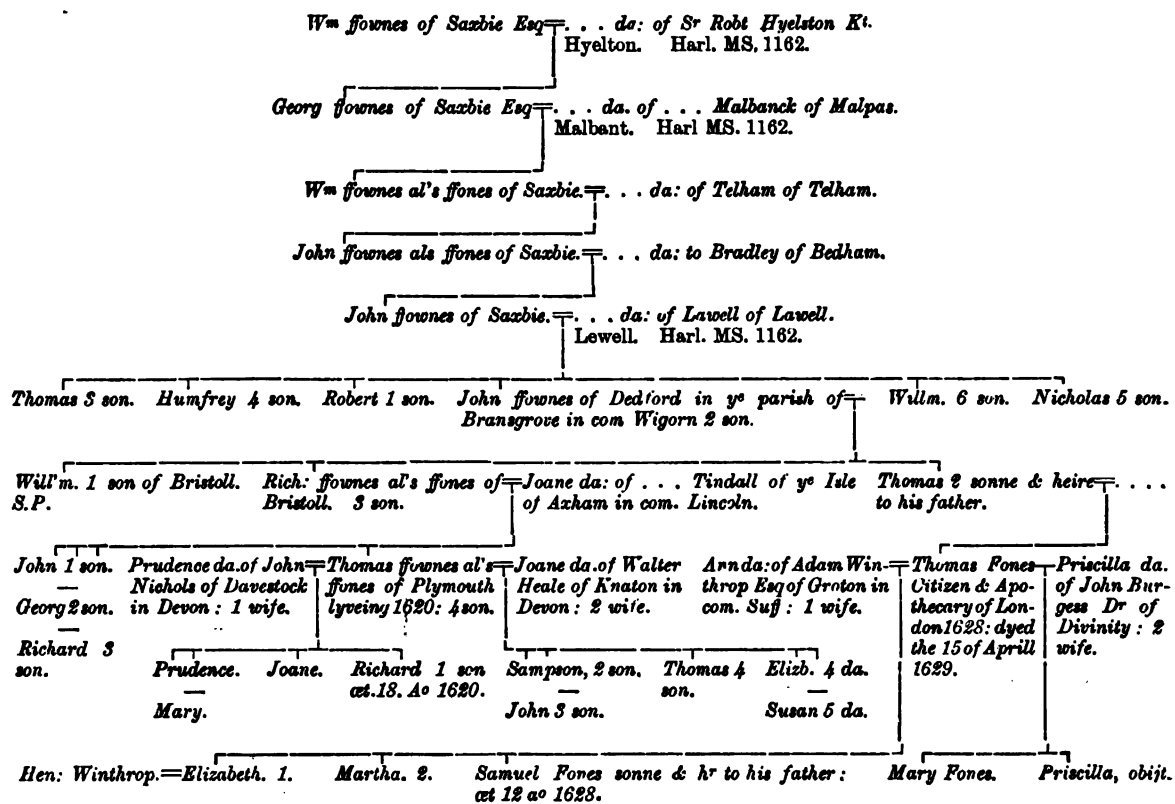 Wm ffownes of Saxbie Esq=. . . da: of Sr Robt Hyelston Kt.
Hyelton. Harl. MS. 1162.
Georg ffownes of Saxbie Esq=. . . da. of . . . Malbanck of Malpas.
Malbant. Harl MS. 1162.
Wm ffownes al's ffones of Saxbie.=. . . da: of Telham of Telham.
John ffownes als ffones of Saxbie.=. . . da: to Bradley of Bedham.
John ffownes of Saxbie.=. . . da: of Lawell of Lawell.
Lewell. Harl. MS. 1162.
Thomas 3 son. Humfrey 4 son. Robert 1 son. John ffownes of Dedford in ye parish of= Willm. 6 son. Nicholas 5 son.
Bransgrove in com Wigorn 2 son.
Will'm. 1 son of Bristoll. Rich: ffownes al's ffones of=Joane da: of . . . Tindall of ye Isle Thomas 2 sonne & heire=. . . .
S.P. Bristoll. 3 son. of Axham in com. Lincoln. to his father.
John 1 son. Prudence da. of John=Thomas ffownes al's=Joane da. of Walter Ann da: of Adam Win-=Thomas Fones=Priscilla da.
— Nichols of Davestock ffones of Plymouth Heale of Knaton in throp Esq of Groton in Citizen & Apo- of John Bur-
Georg 2 son. in Devon : 1 wife. lyveing 1620: 4 son. Devon : 2 wife. com. Suff : 1 wife. thecary of Lon- gess Dr of
— don 1628: dyed Divinity : 2
Richard 3 the 15 of Aprill wife.
son. Prudence. Joane. Richard 1 son Sampson, 2 son. Thomas 4 Elizb. 4 da. 1629.
— æt. 18. Ao 1620. — son. —
Mary. John 3 son. Susan 5 da.
Hen: Winthrop.=Elizabeth. 1. Martha. 2. Samuel Fones sonne & hr to his father : Mary Fones. Priscilla, obijt.
æt 12 ao 1628.